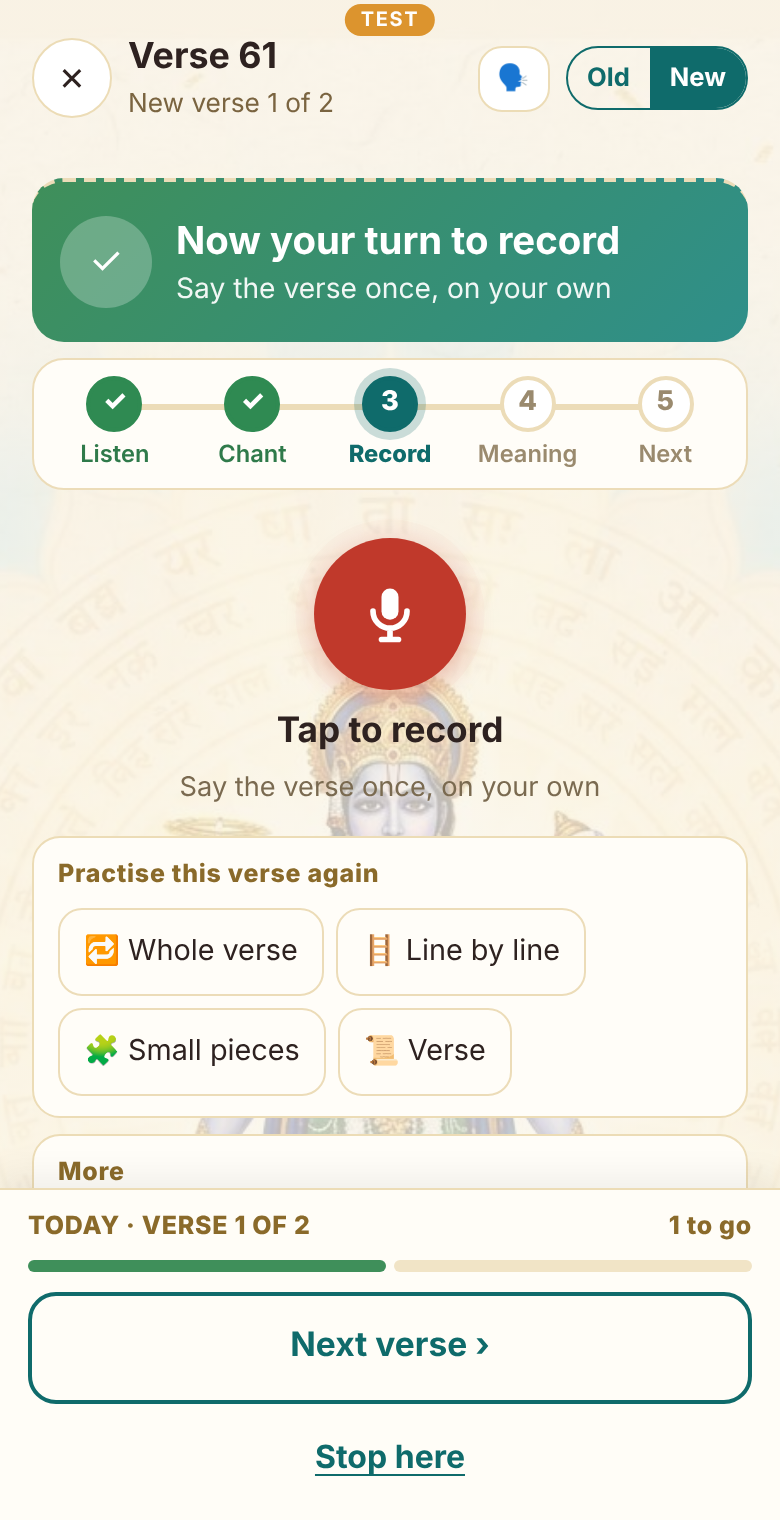 TEST
Verse 61
New verse 1 of 2
Old New
Now your turn to record
Say the verse once, on your own
3 4 5
Listen Chant Record Meaning Next
Tap to record
Say the verse once, on your own
Practise this verse again
Whole verse Line by line
Small pieces Verse
More
TODAY · VERSE 1 OF 2 1 to go
Next verse ›
Stop here